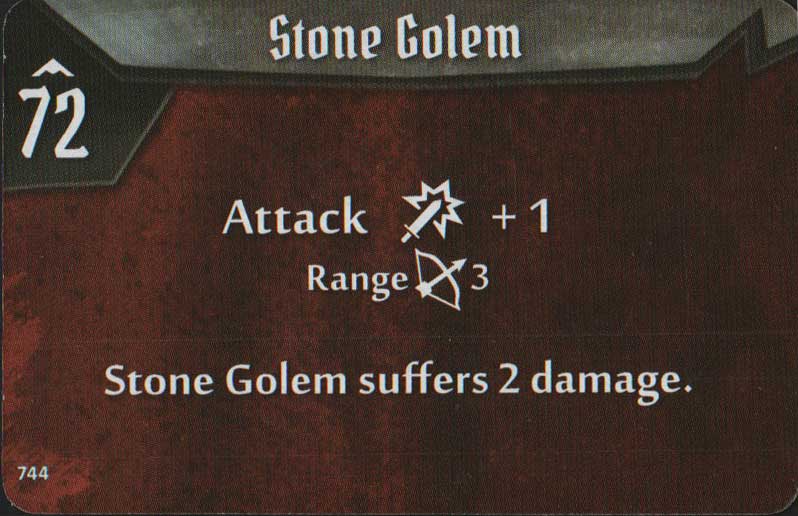 Stone Golem
72
Attack + 1
Range 3
Stone Golem suffers 2 damage.
744